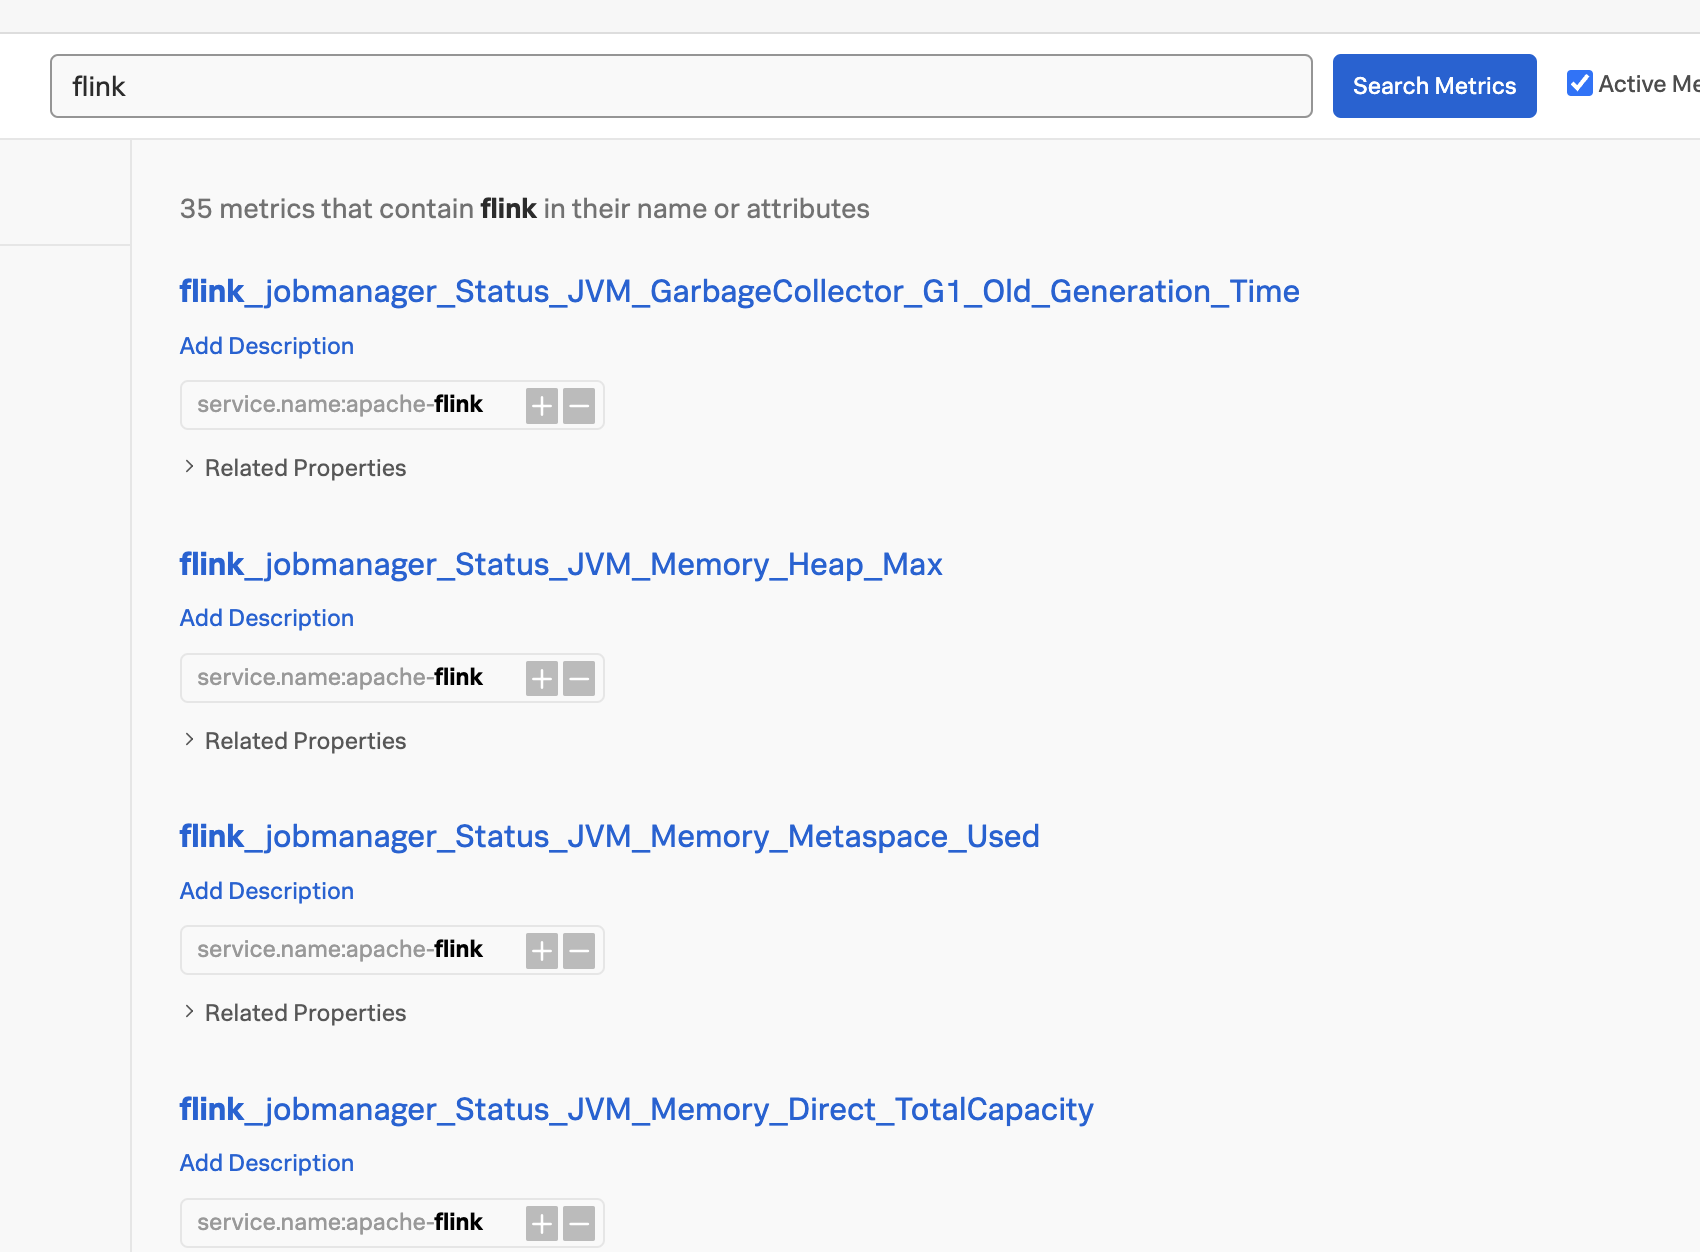 flink
Search Metrics
Active Me
35 metrics that contain flink in their name or attributes
flink_jobmanager_Status_JVM_GarbageCollector_G1_Old_Generation_Time
Add Description
service.name:apache-flink
Related Properties
flink_jobmanager_Status_JVM_Memory_Heap_Max
Add Description
service.name:apache-flink
Related Properties
flink_jobmanager_Status_JVM_Memory_Metaspace_Used
Add Description
service.name:apache-flink
Related Properties
flink_jobmanager_Status_JVM_Memory_Direct_TotalCapacity
Add Description
service.name:apache-flink